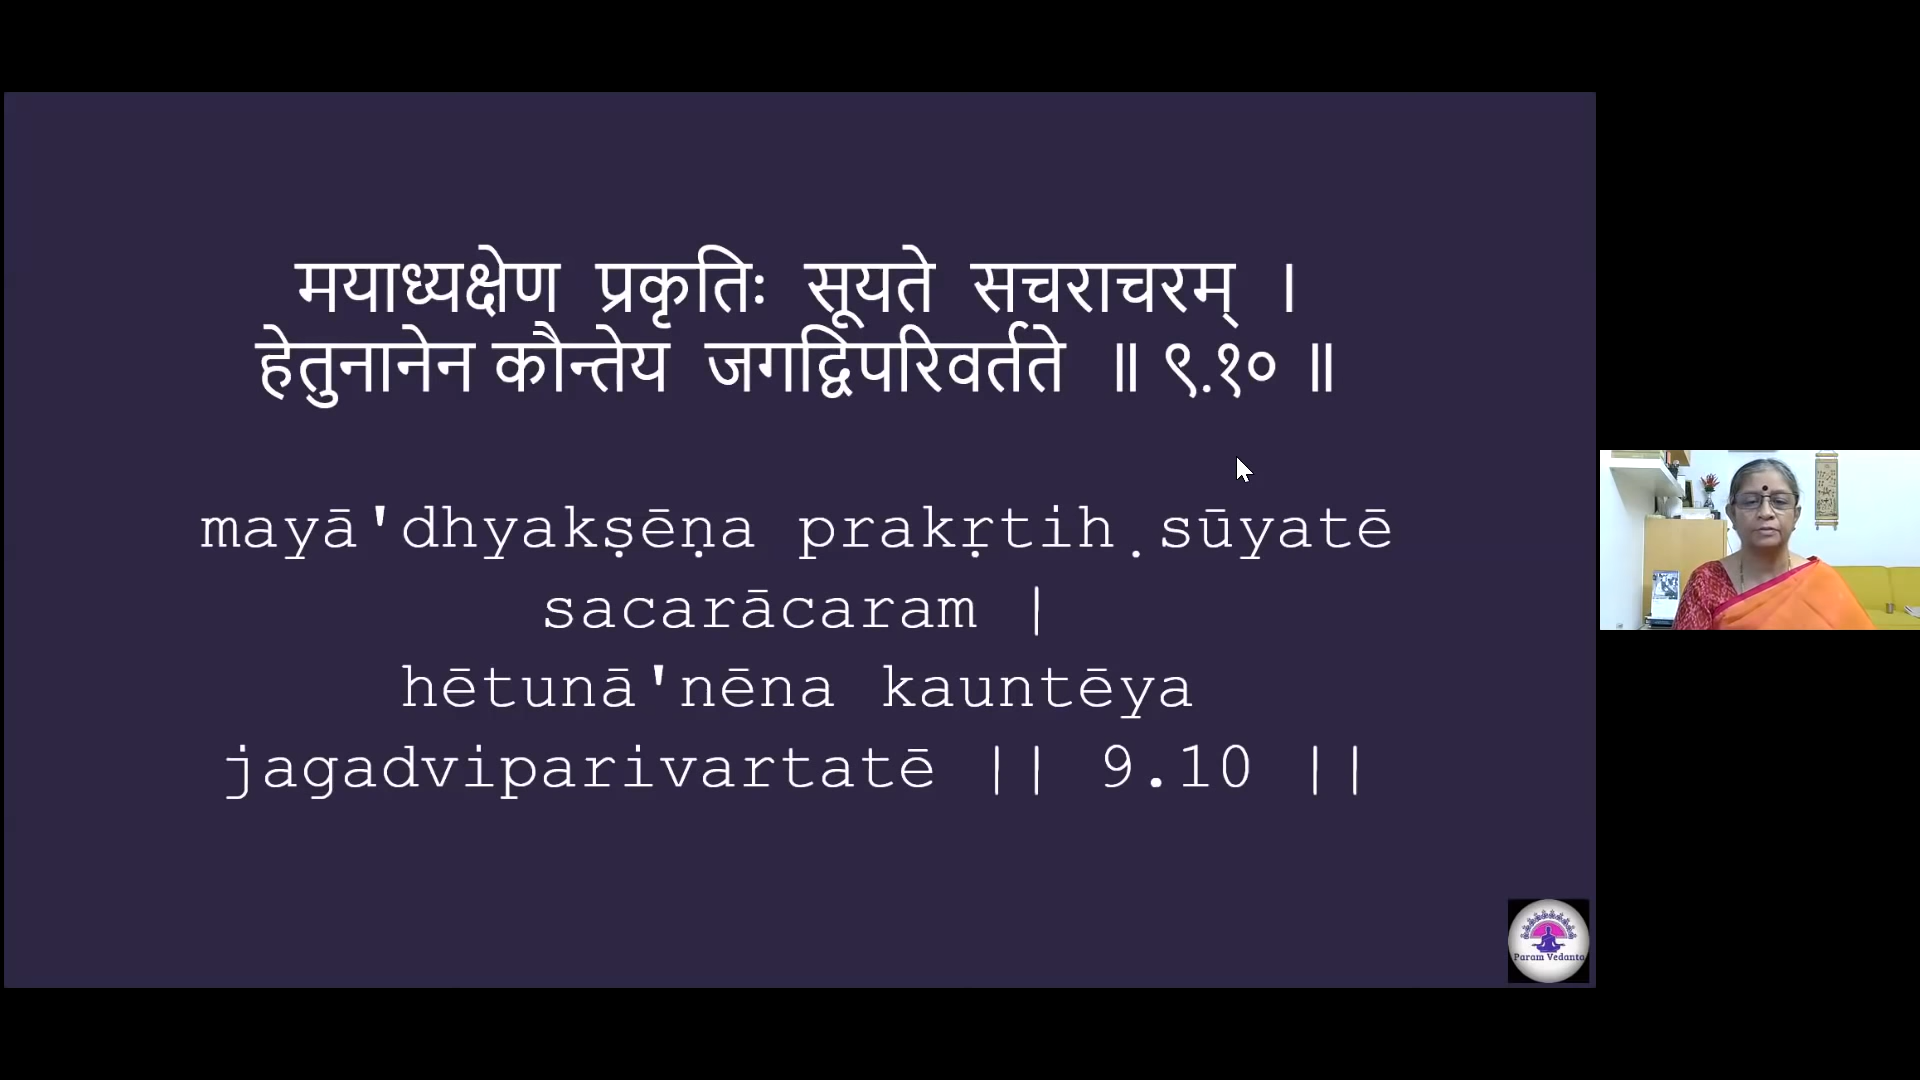 मयाध्यक्षेण प्रकृतिः सूयते सचराचरम् ।
हेतुनानेन कौन्तेय जगद्विपरिवर्तते ॥ ९.१० ॥
mayā'dhyakṣēṇa prakṛtiḥ sūyatē
sacarācaram |
hētunā'nēna kauntēya
jagadviparivartatē || 9.10 ||
Param Vedanta